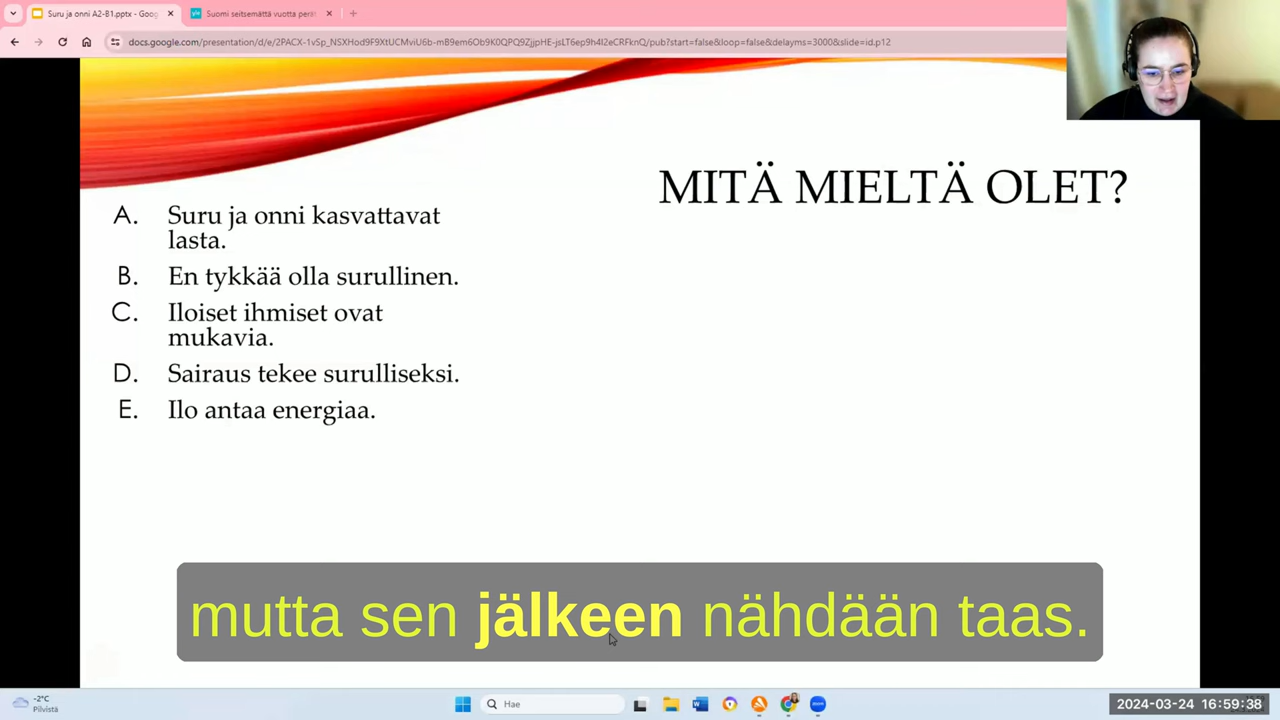 Suru ja onni A2-B1.pptx - Goog
Suomi seitsemättä vuotta perät
docs.google.com/presentation/d/e/2PACX-1vSp_NSXHod9F9XtUCMviU6b-mB9em6Ob9K0QPQ9ZjjpHE-jsLT6ep9h4I2eCRFknQ/pub?start=false&loop=false&delayms=3000&slide=id.p12
MITÄ MIELTÄ OLET?
A. Suru ja onni kasvattavat
lasta.
B. En tykkää olla surullinen.
C. Iloiset ihmiset ovat
mukavia.
D. Sairaus tekee surulliseksi.
E. Ilo antaa energiaa.
mutta sen jälkeen nähdään taas.
-2°C
Pilvistä
Hae
2024-03-24 16:59:38